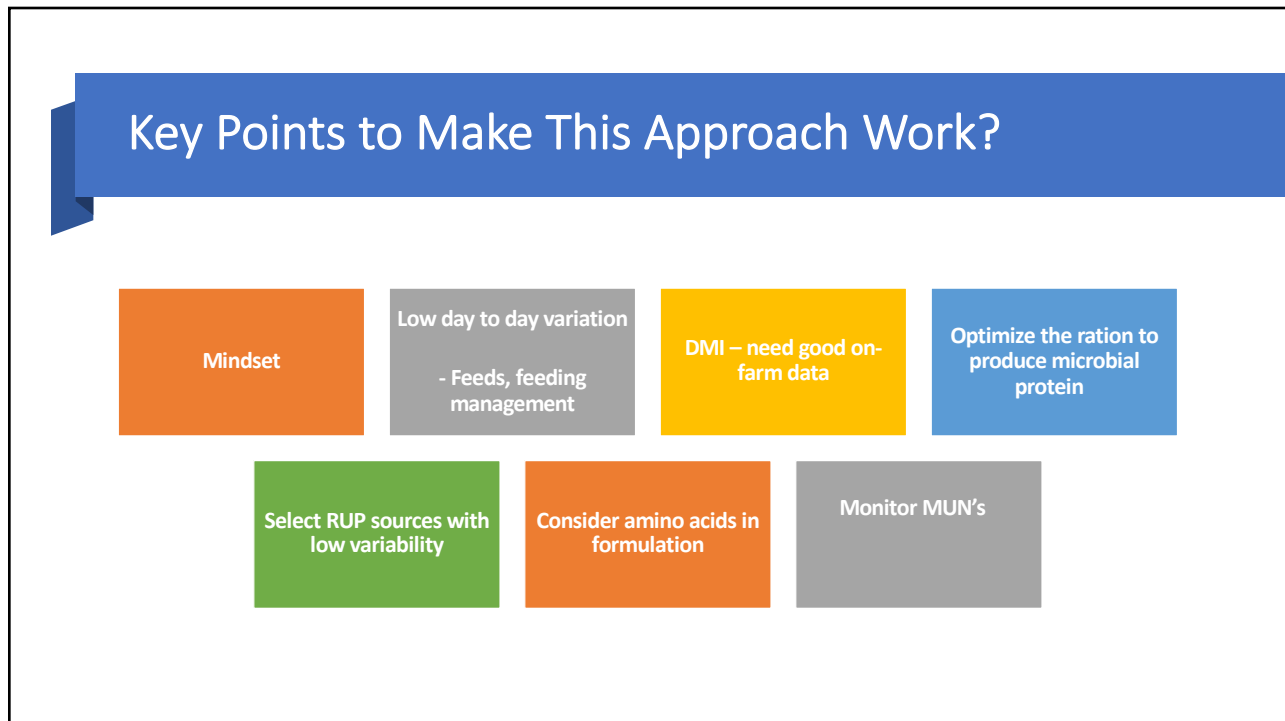 Key Points to Make This Approach Work?
Mindset
Low day to day variation
- Feeds, feeding
management
DMI – need good on-
farm data
Optimize the ration to
produce microbial
protein
Select RUP sources with
low variability
Consider amino acids in
formulation
Monitor MUN’s